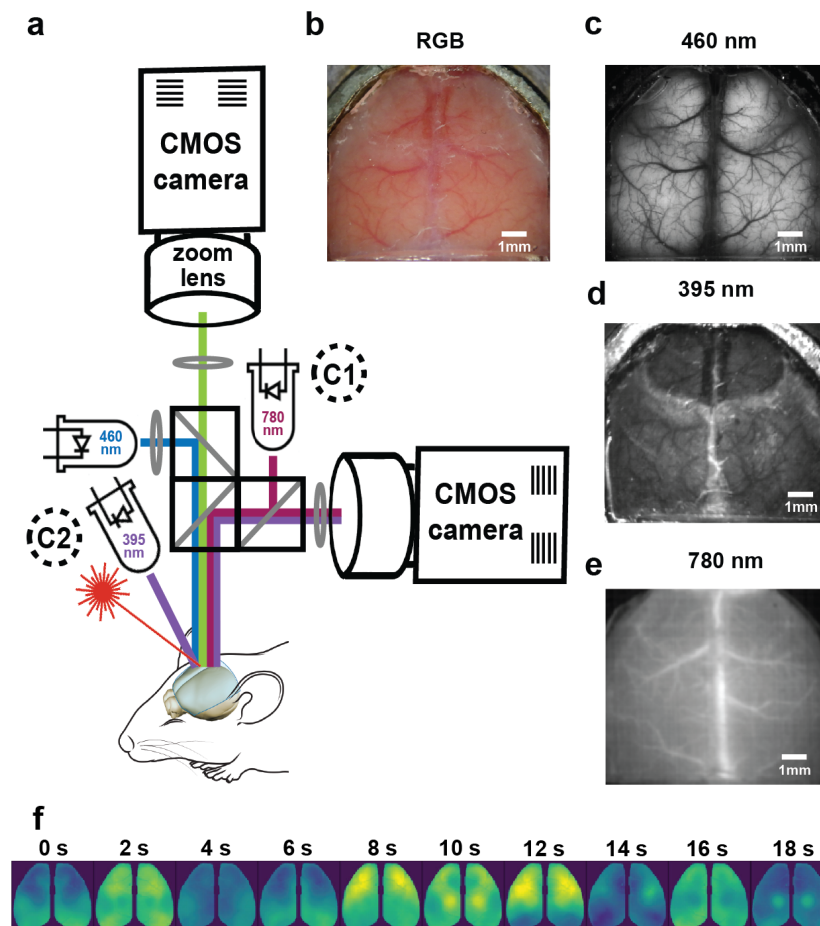 a
b
RGB
1mm
c
460 nm
1mm
CMOS
camera
zoom
lens
C1
780
nm
460
nm
C2
395
nm
CMOS
camera
d
395 nm
1mm
e
780 nm
1mm
f
0 s 2 s 4 s 6 s 8 s 10 s 12 s 14 s 16 s 18 s